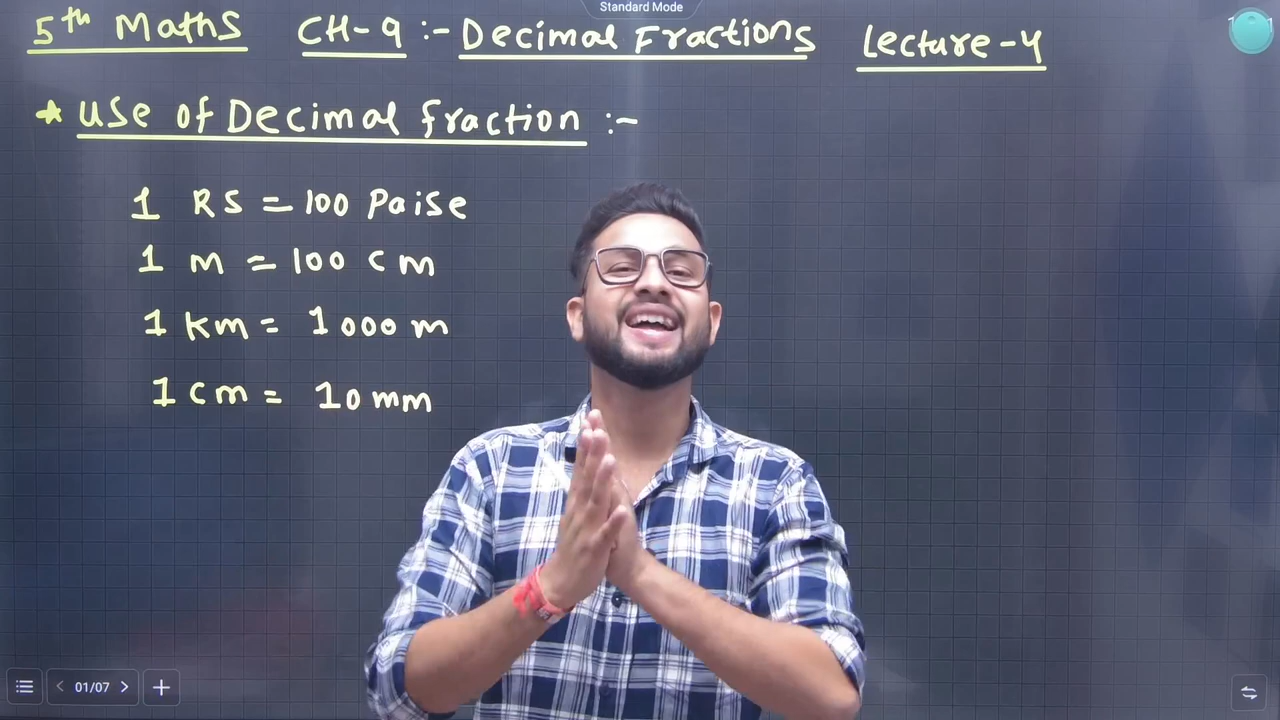 Standard Mode
5th Maths CH-9 :- Decimal Fractions Lecture-4
* Use of Decimal fraction :-
1 RS = 100 Paise
1 m = 100 cm
1 Km = 1000 m
1 cm = 10 mm
01/07